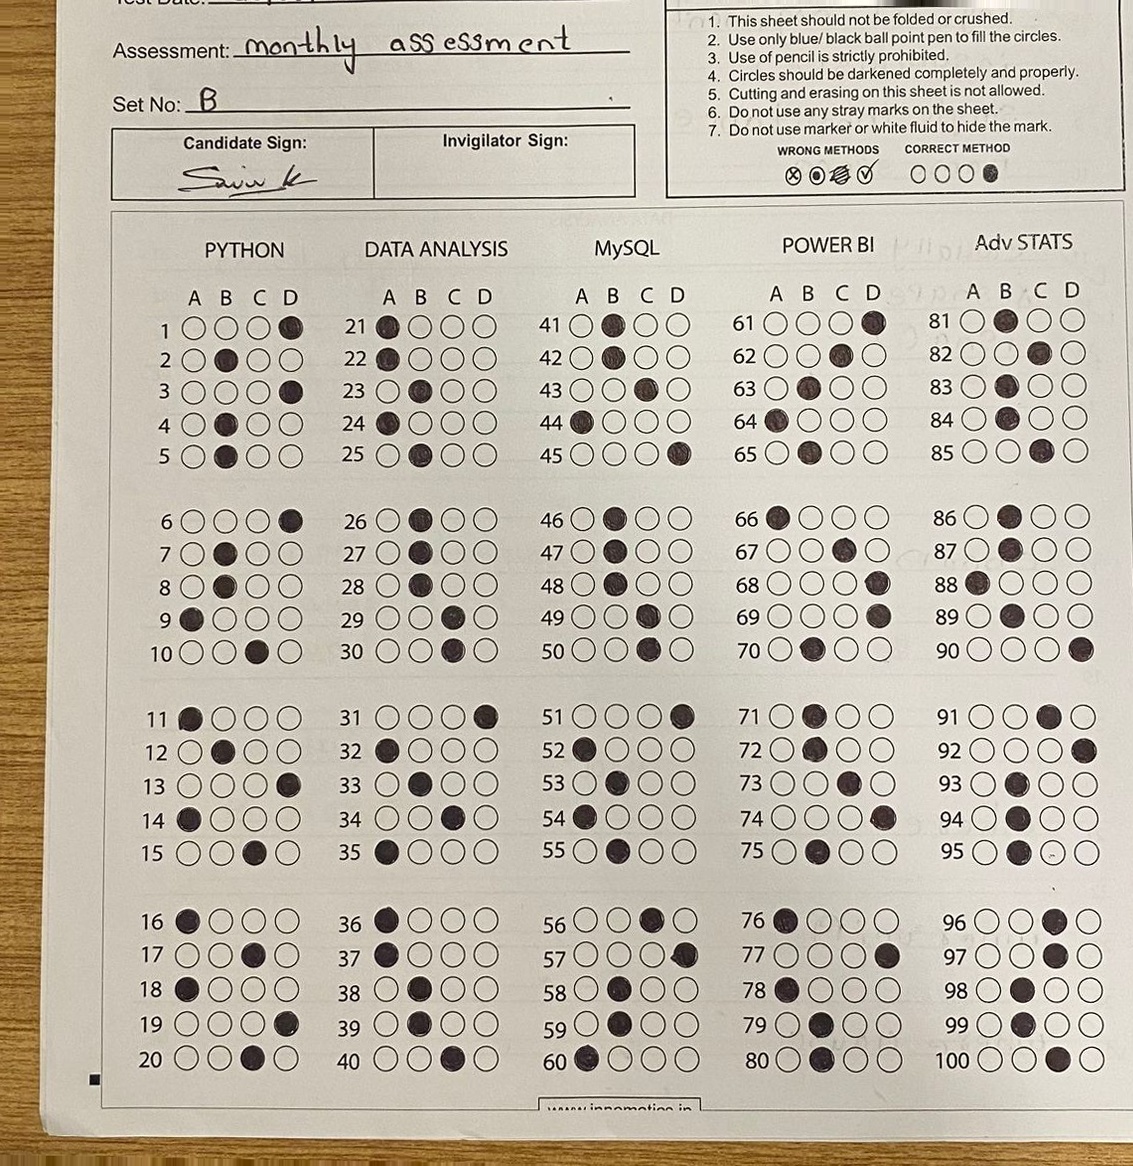 Assessment: monthly assessment
Set No: B
Candidate Sign:
Invigilator Sign:
1. This sheet should not be folded or crushed.
2. Use only blue/ black ball point pen to fill the circles.
3. Use of pencil is strictly prohibited.
4. Circles should be darkened completely and properly.
5. Cutting and erasing on this sheet is not allowed.
6. Do not use any stray marks on the sheet.
7. Do not use marker or white fluid to hide the mark.
WRONG METHODS CORRECT METHOD
PYTHON DATA ANALYSIS MySQL POWER BI Adv STATS
A B C D A B C D A B C D A B C D A B C D
1 21 41 61 81
2 22 42 62 82
3 23 43 63 83
4 24 44 64 84
5 25 45 65 85
6 26 46 66 86
7 27 47 67 87
8 28 48 68 88
9 29 49 69 89
10 30 50 70 90
11 31 51 71 91
12 32 52 72 92
13 33 53 73 93
14 34 54 74 94
15 35 55 75 95
16 36 56 76 96
17 37 57 77 97
18 38 58 78 98
19 39 59 79 99
20 40 60 80 100